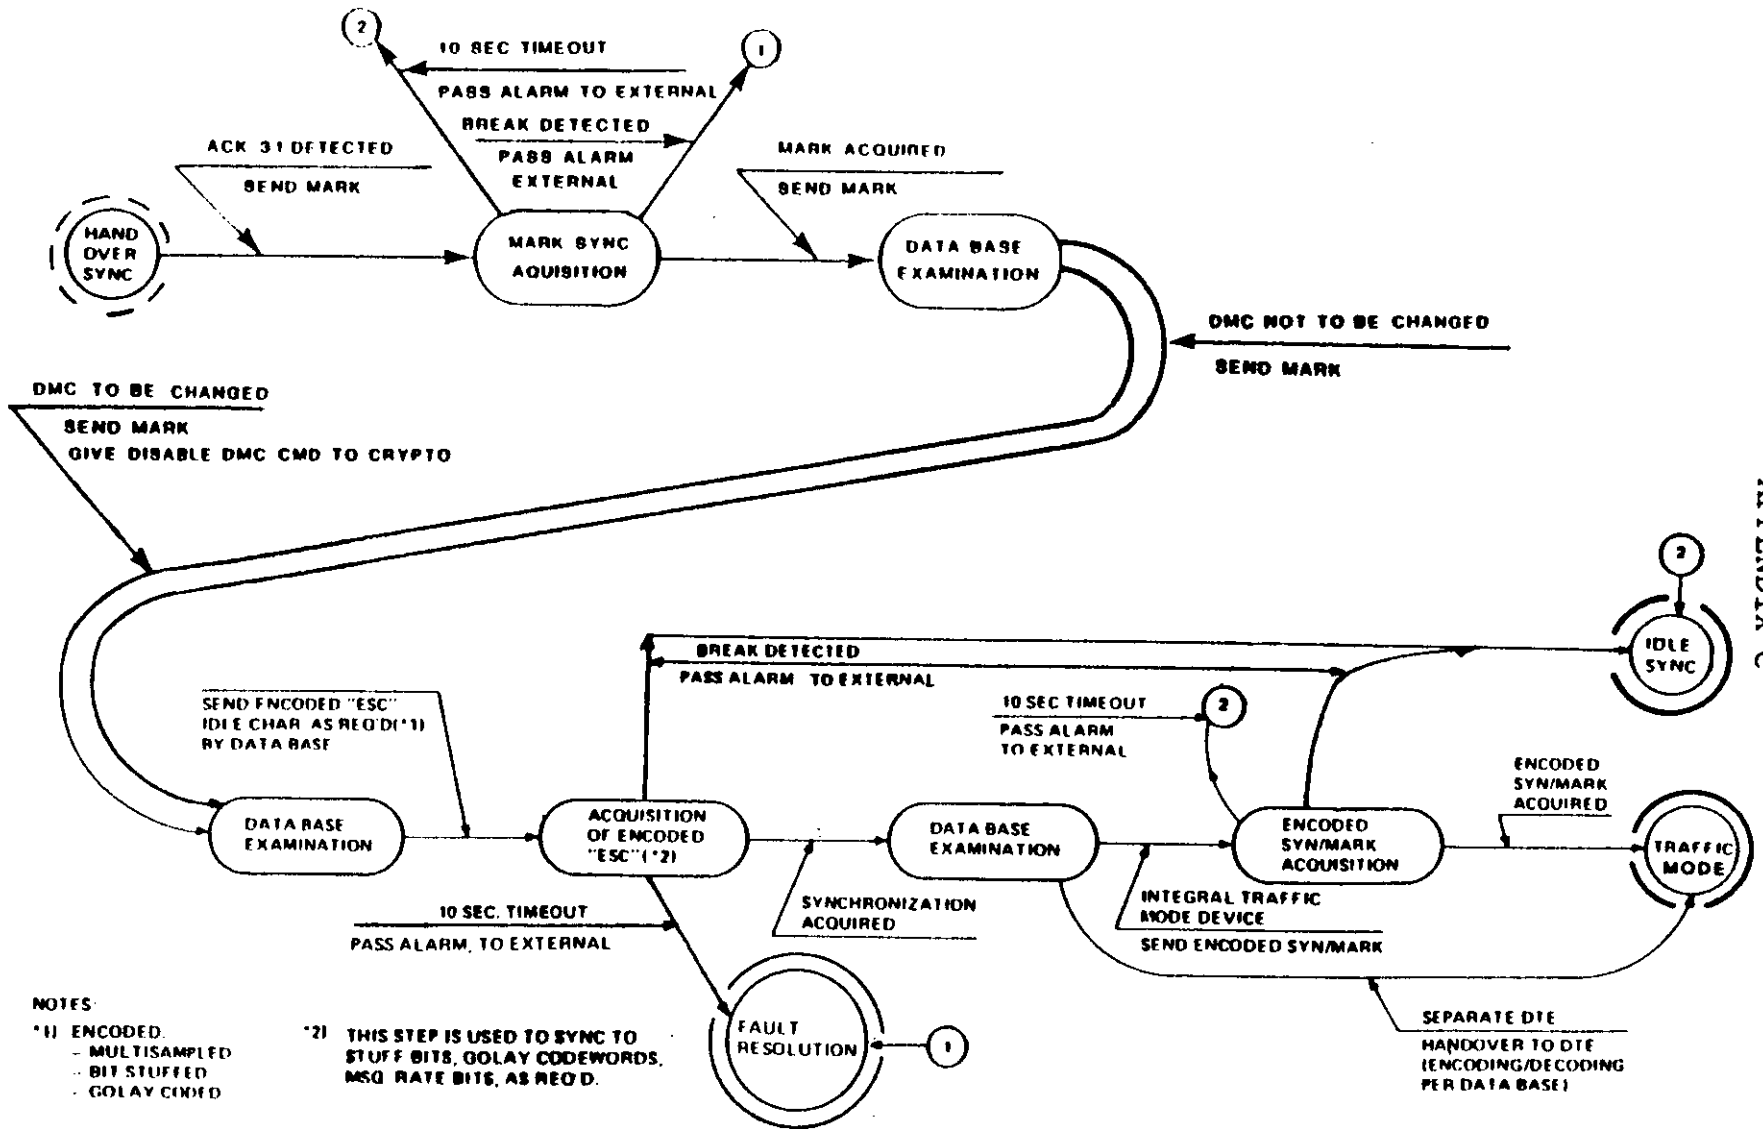 2
10 SEC TIMEOUT
PASS ALARM TO EXTERNAL
1
BREAK DETECTED
PASS ALARM
EXTERNAL
ACK 31 DETECTED
SEND MARK
MARK ACQUIRED
SEND MARK
HAND
OVER
SYNC
MARK SYNC
AQUISITION
DATA BASE
EXAMINATION
DMC NOT TO BE CHANGED
SEND MARK
DMC TO BE CHANGED
SEND MARK
GIVE DISABLE DMC CMD TO CRYPTO
2
IDLE
SYNC
BREAK DETECTED
PASS ALARM TO EXTERNAL
SEND ENCODED "ESC"
IDLE CHAR AS REQ'D(*1)
BY DATA BASE
10 SEC TIMEOUT
PASS ALARM
TO EXTERNAL
2
ENCODED
SYN/MARK
ACQUIRED
DATA BASE
EXAMINATION
ACQUISITION
OF ENCODED
"ESC"(*2)
DATA BASE
EXAMINATION
ENCODED
SYN/MARK
ACQUISITION
TRAFFIC
MODE
10 SEC. TIMEOUT
PASS ALARM, TO EXTERNAL
SYNCHRONIZATION
ACQUIRED
INTEGRAL TRAFFIC
MODE DEVICE
SEND ENCODED SYN/MARK
SEPARATE DTE
HANDOVER TO DTE
(ENCODING/DECODING
PER DATA BASE)
FAULT
RESOLUTION
1
NOTES
*1) ENCODED.
- MULTISAMPLED
- BIT STUFFED
- GOLAY CODED
*2) THIS STEP IS USED TO SYNC TO
STUFF BITS, GOLAY CODEWORDS,
MSG RATE BITS, AS REQ'D.